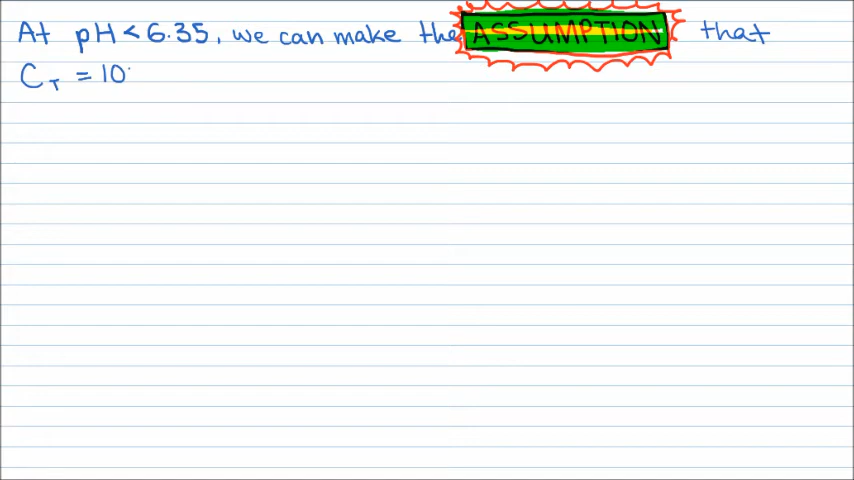 At pH < 6.35, we can make the ASSUMPTION that
C_T = 10